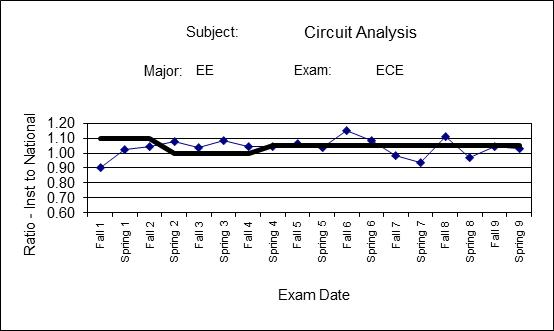 Subject: Circuit Analysis
Major: EE Exam: ECE
Ratio - Inst to National
1.20
1.10
1.00
0.90
0.80
0.70
0.60
Fall 1
Spring 1
Fall 2
Spring 2
Fall 3
Spring 3
Fall 4
Spring 4
Fall 5
Spring 5
Fall 6
Spring 6
Fall 7
Spring 7
Fall 8
Spring 8
Fall 9
Spring 9
Exam Date